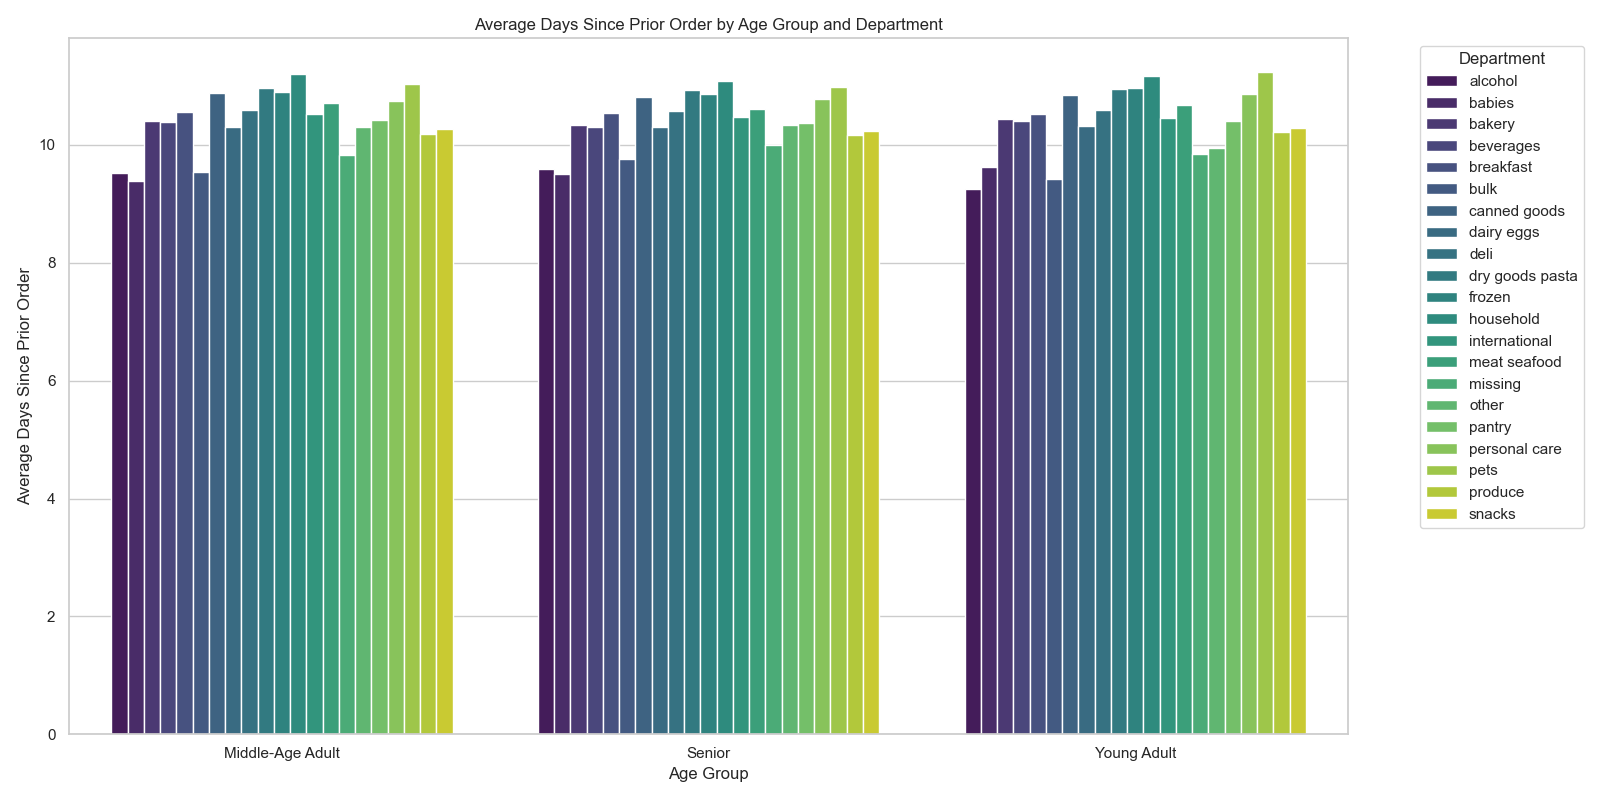 Average Days Since Prior Order by Age Group and Department
Average Days Since Prior Order
10
8
6
4
2
0
Middle-Age Adult
Senior
Young Adult
Age Group
Department
alcohol
babies
bakery
beverages
breakfast
bulk
canned goods
dairy eggs
deli
dry goods pasta
frozen
household
international
meat seafood
missing
other
pantry
personal care
pets
produce
snacks